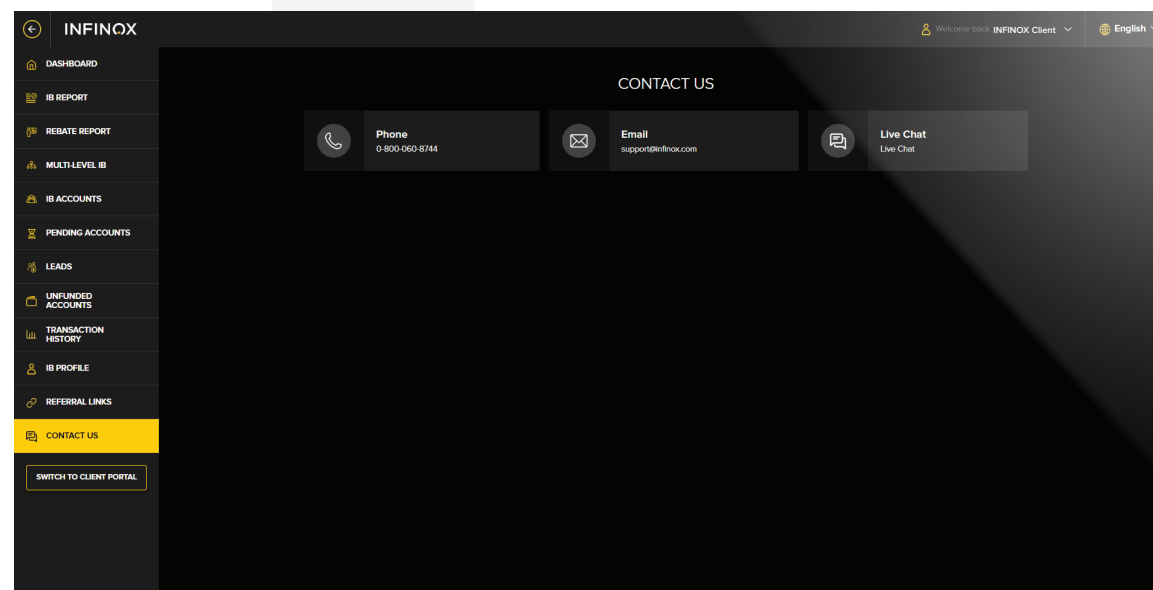 INFINOX
Welcome back INFINOX Client
English
DASHBOARD
IB REPORT
REBATE REPORT
MULTI-LEVEL IB
IB ACCOUNTS
PENDING ACCOUNTS
LEADS
UNFUNDED
ACCOUNTS
TRANSACTION
HISTORY
IB PROFILE
REFERRAL LINKS
CONTACT US
SWITCH TO CLIENT PORTAL
CONTACT US
Phone
0-800-060-8744
Email
support@infinox.com
Live Chat
Live Chat